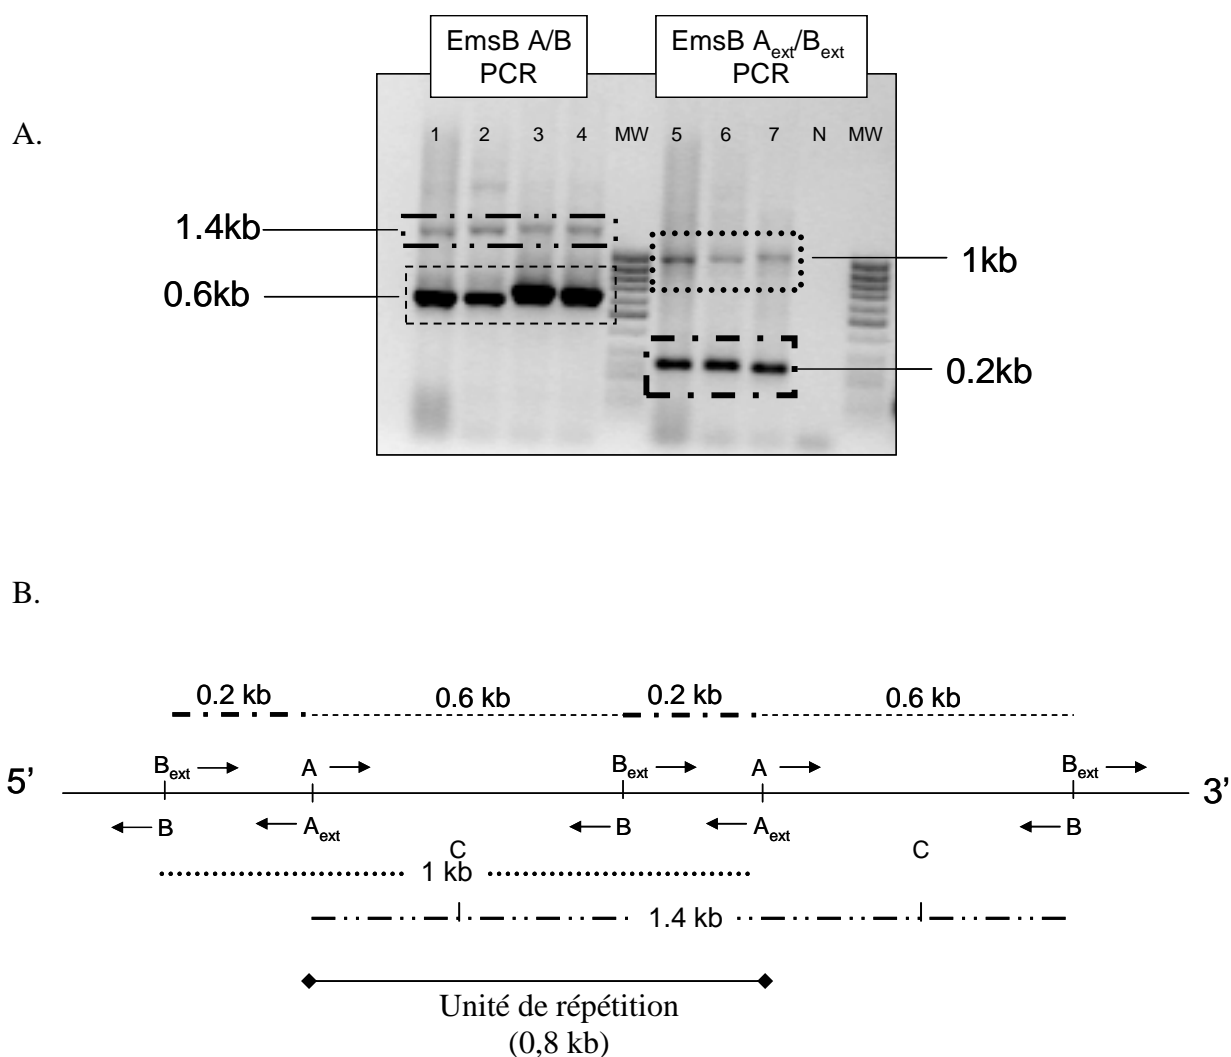 EmsB A/B
PCR
EmsB Aext/Bext
PCR
A.
1 2 3 4 MW 5 6 7 N MW
1.4kb
1kb
0.6kb
0.2kb
B.
0.2 kb 0.6 kb 0.2 kb 0.6 kb
Bext A Bext A Bext
5’ 3’
B Aext B Aext B
C C
1 kb
1.4 kb
Unité de répétition
(0,8 kb)